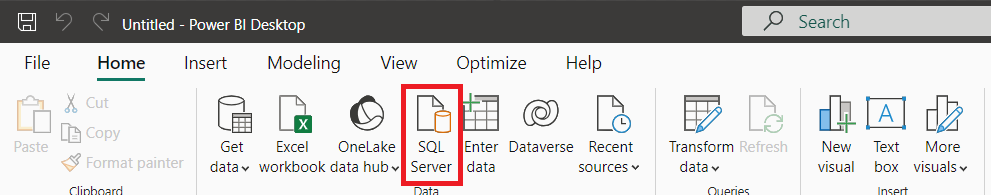 Untitled - Power BI Desktop
Search
File Home Insert Modeling View Optimize Help
Paste
Cut
Copy
Format painter
Clipboard
Get
data
Excel
workbook
OneLake
data hub
SQL
Server
Enter
data
Dataverse
Recent
sources
Data
Transform
data
Refresh
Queries
New
visual
A
Text
box
More
visuals
Insert